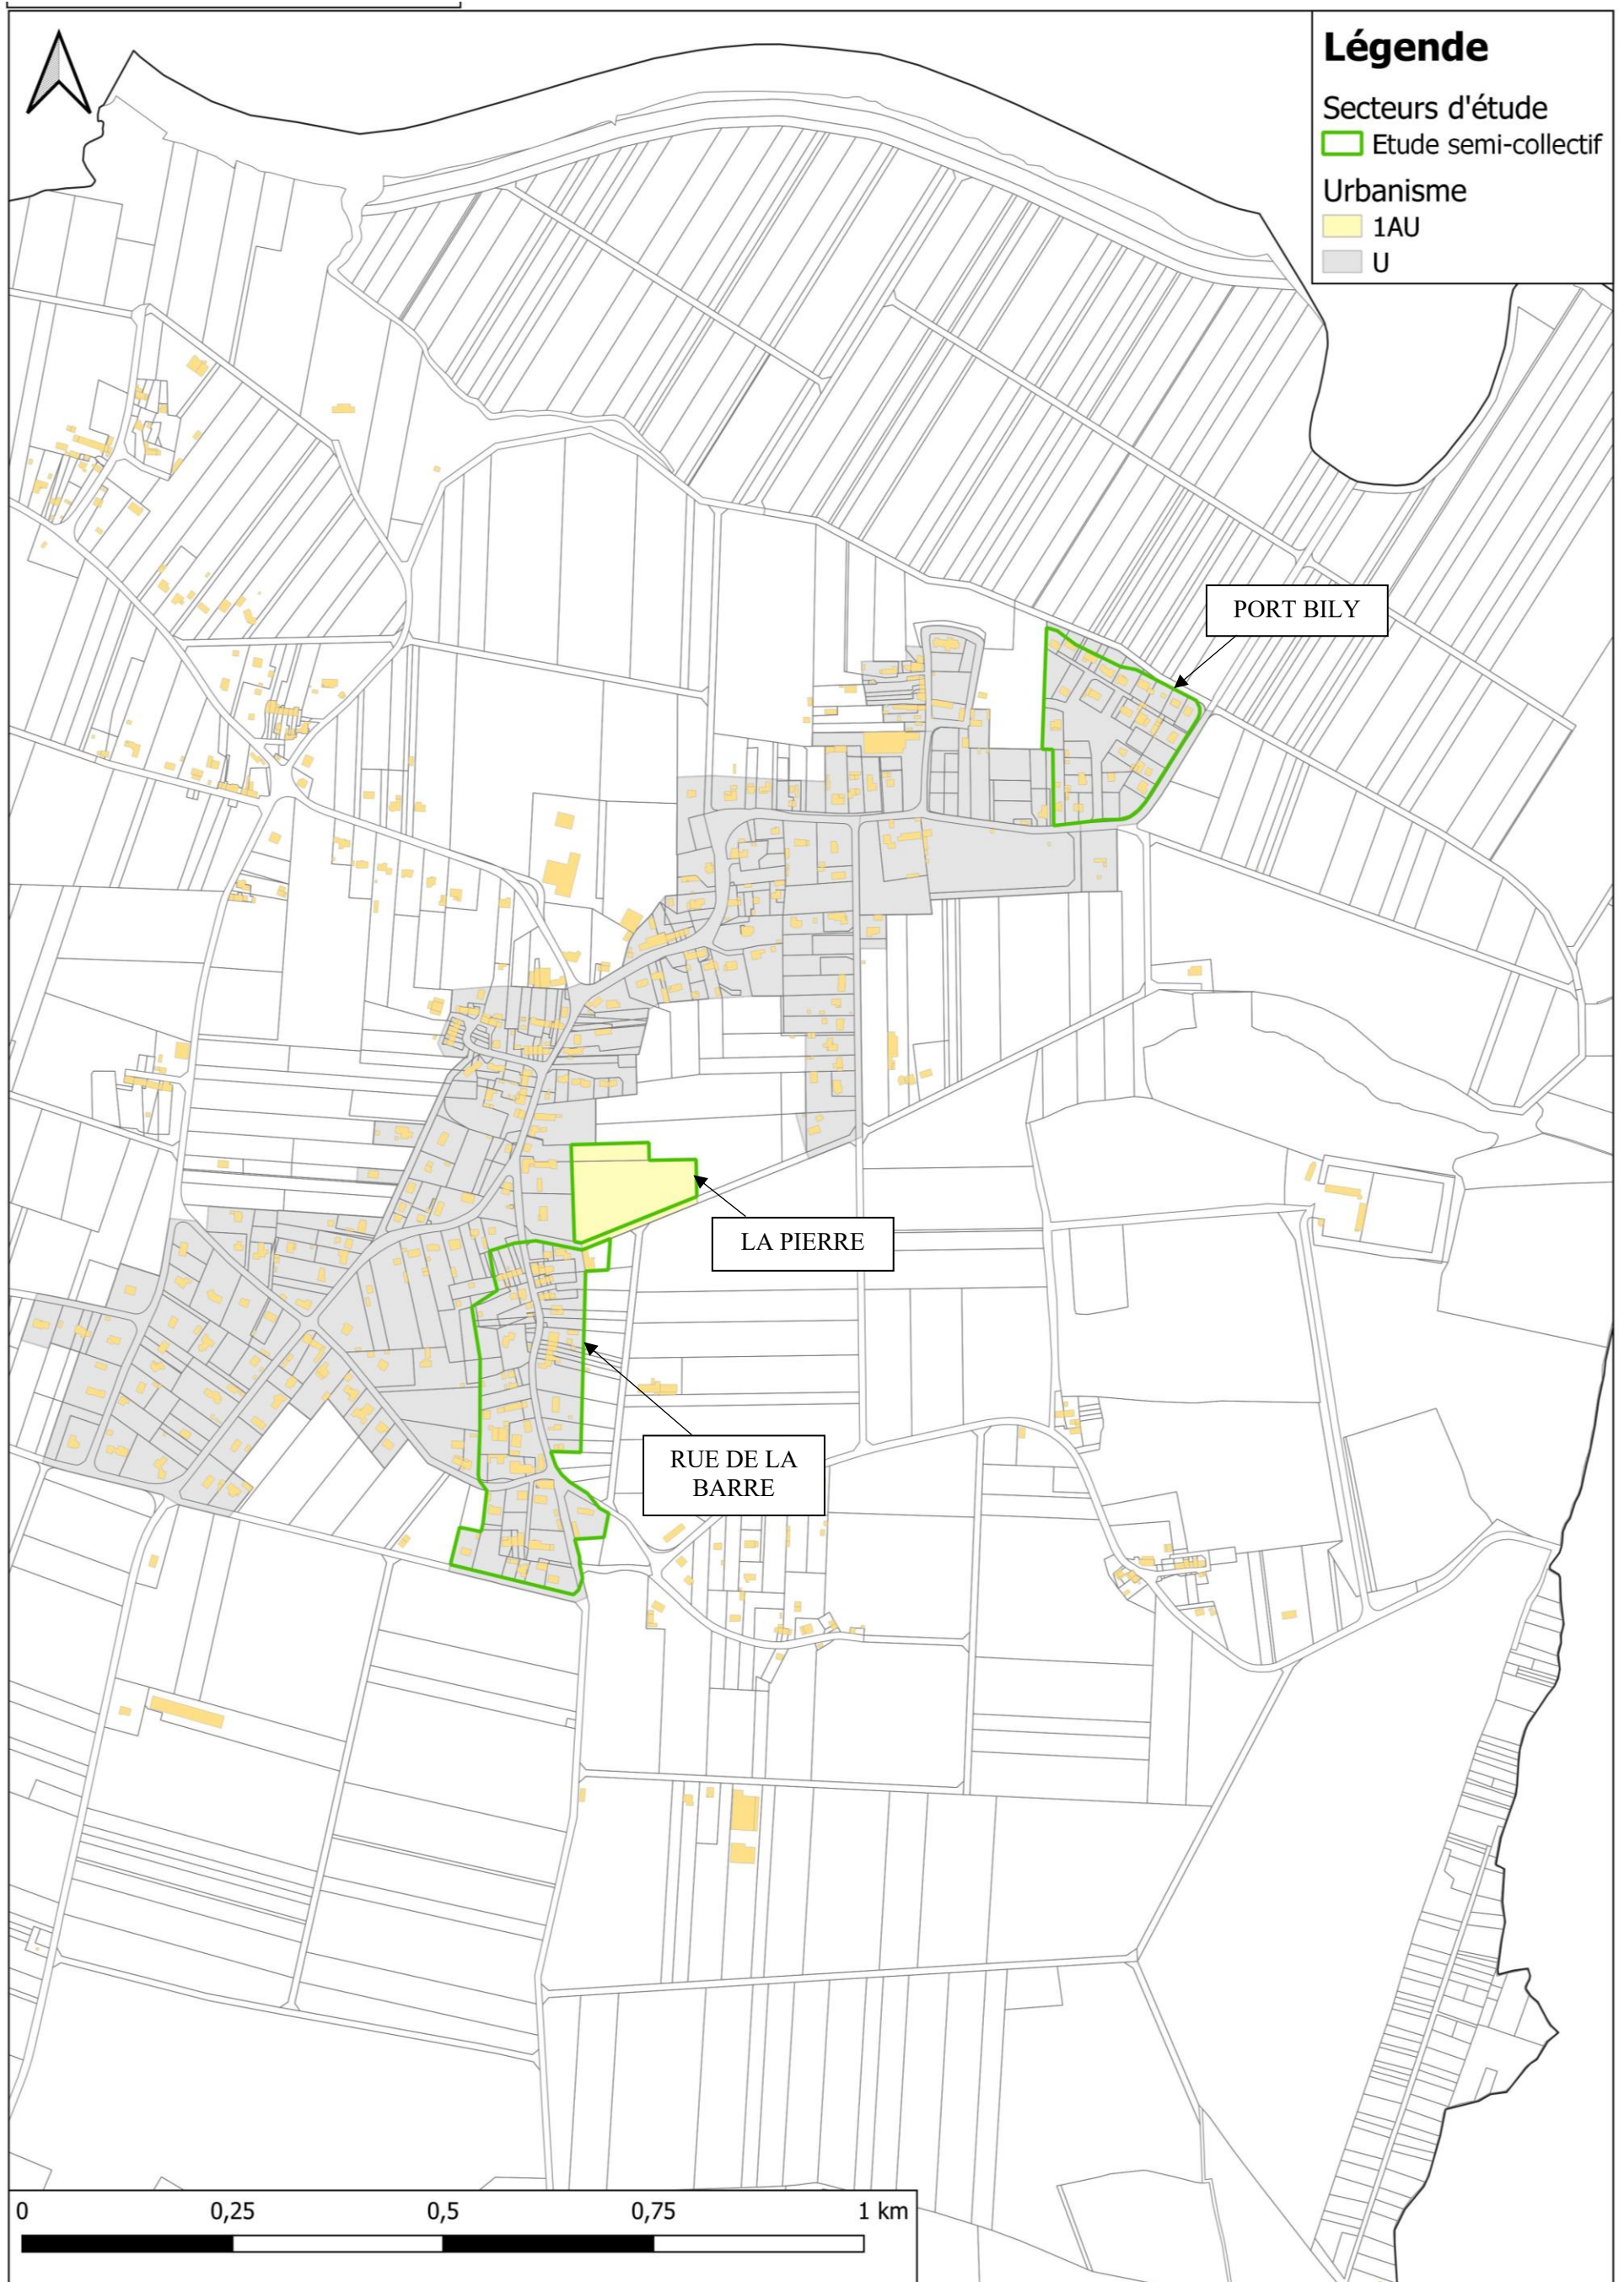 Légende
Secteurs d'étude
Etude semi-collectif
Urbanisme
1AU
U
PORT BILY
LA PIERRE
RUE DE LA
BARRE
0 0,25 0,5 0,75 1 km